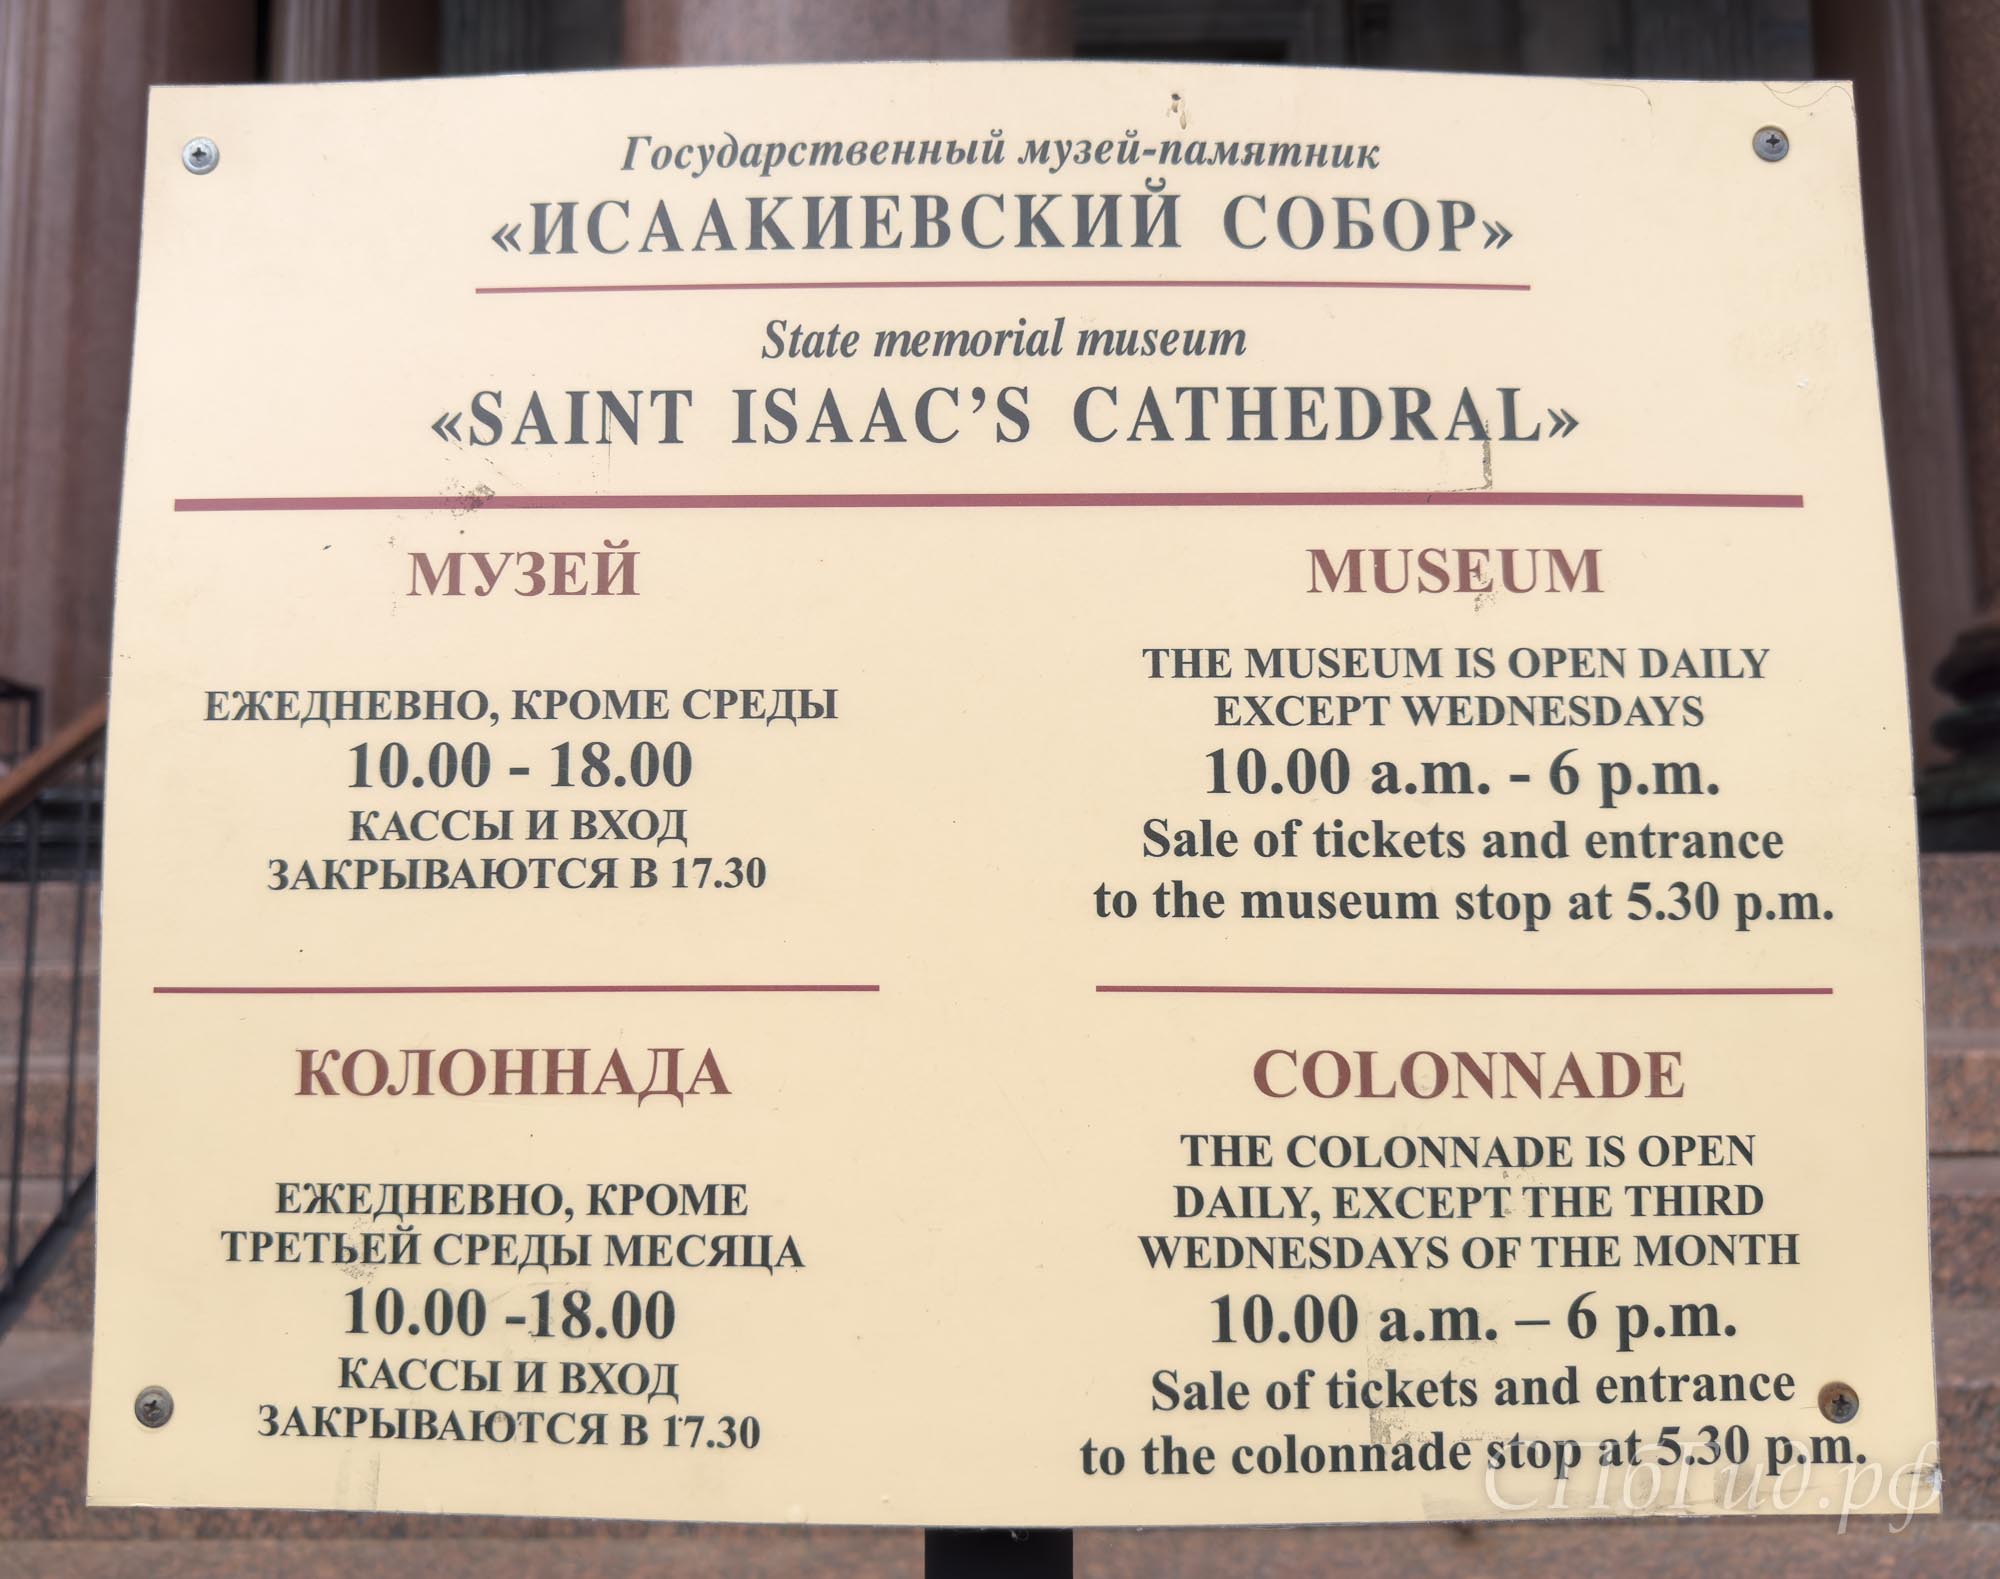 Государственный музей-памятник
«ИСААКИЕВСКИЙ СОБОР»
State memorial museum
«SAINT ISAAC’S CATHEDRAL»
МУЗЕЙ
ЕЖЕДНЕВНО, КРОМЕ СРЕДЫ
10.00 - 18.00
КАССЫ И ВХОД
ЗАКРЫВАЮТСЯ В 17.30
MUSEUM
THE MUSEUM IS OPEN DAILY
EXCEPT WEDNESDAYS
10.00 a.m. - 6 p.m.
Sale of tickets and entrance
to the museum stop at 5.30 p.m.
КОЛОННАДА
ЕЖЕДНЕВНО, КРОМЕ
ТРЕТЬЕЙ СРЕДЫ МЕСЯЦА
10.00 -18.00
КАССЫ И ВХОД
ЗАКРЫВАЮТСЯ В 17.30
COLONNADE
THE COLONNADE IS OPEN
DAILY, EXCEPT THE THIRD
WEDNESDAYS OF THE MONTH
10.00 a.m. – 6 p.m.
Sale of tickets and entrance
to the colonnade stop at 5.30 p.m.
СПбГид.рф